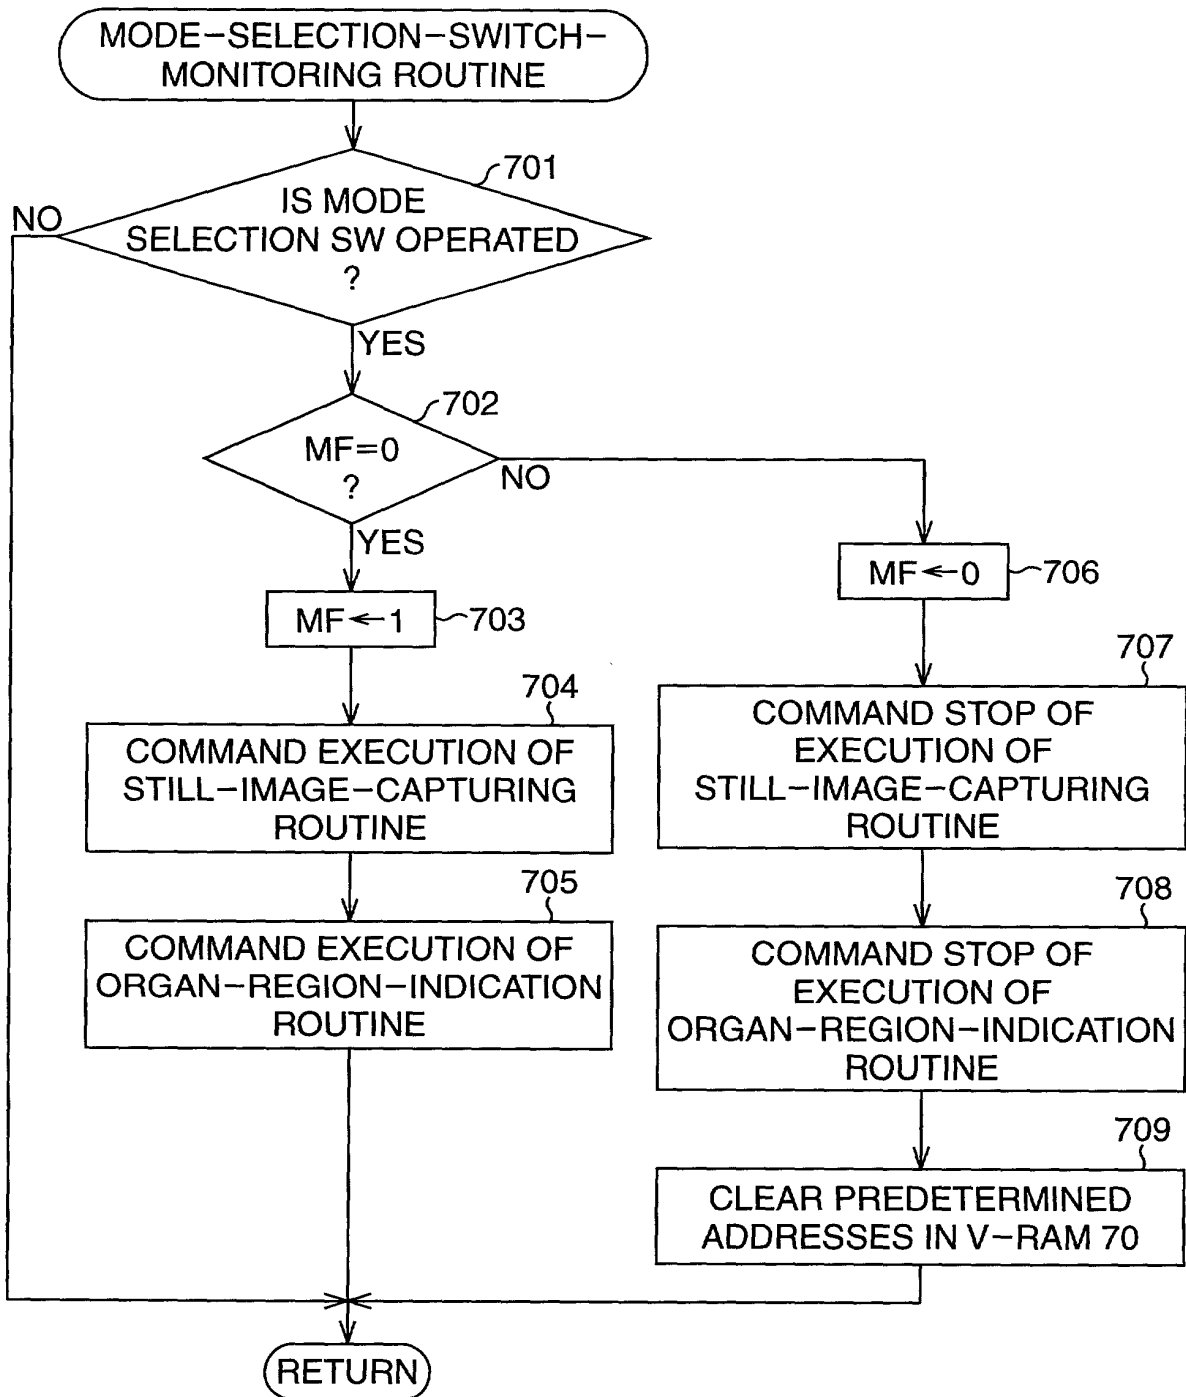 MODE-SELECTION-SWITCH-
MONITORING ROUTINE
701
IS MODE
SELECTION SW OPERATED
?
NO
YES
702
MF=0
?
NO
YES
MF←1
703
704
COMMAND EXECUTION OF
STILL-IMAGE-CAPTURING
ROUTINE
705
COMMAND EXECUTION OF
ORGAN-REGION-INDICATION
ROUTINE
MF←0
706
707
COMMAND STOP OF
EXECUTION OF
STILL-IMAGE-CAPTURING
ROUTINE
708
COMMAND STOP OF
EXECUTION OF
ORGAN-REGION-INDICATION
ROUTINE
709
CLEAR PREDETERMINED
ADDRESSES IN V-RAM 70
RETURN